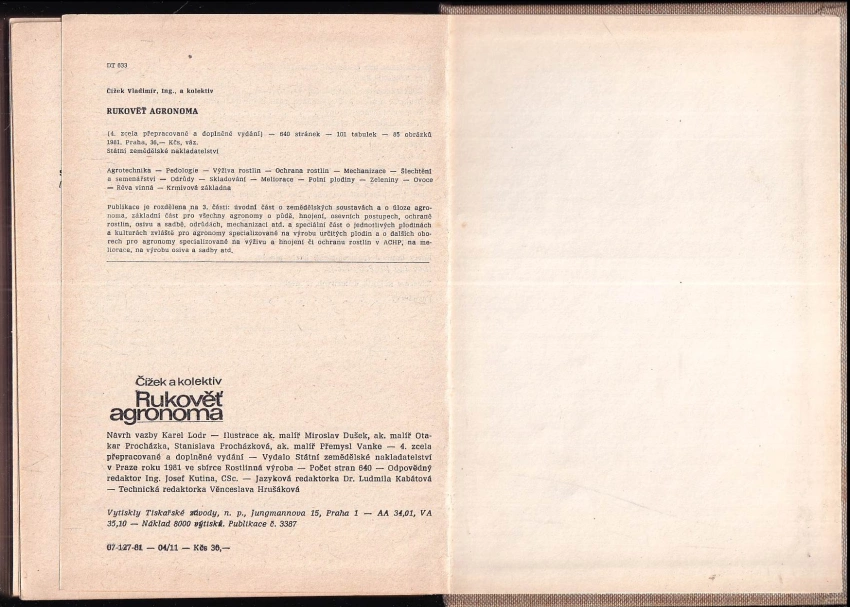 DT 633
Čížek Vladimír, Ing., a kolektiv
RUKOVĚŤ AGRONOMA
(4. zcela přepracované a doplněné vydání) — 640 stránek — 101 tabulek — 85 obrázků
1981. Praha, 36,— Kčs, váz.
Státní zemědělské nakladatelství
Agrotechnika — Pedologie — Výživa rostlin — Ochrana rostlin — Mechanizace — Šlechtění
a semenářství — Odrůdy — Skladování — Meliorace — Polní plodiny — Zeleniny — Ovoce
— Réva vinná — Krmivová základna
Publikace je rozdělena na 3. části: úvodní část o zemědělských soustavách a o úloze agro-
noma, základní část pro všechny agronomy o půdě, hnojení, osevních postupech, ochraně
rostlin, osivu a sadbě, odrůdách, mechanizaci atd. a speciální část o jednotlivých plodinách
a kulturách zvláště pro agronomy specializované na výrobu určitých plodin a o dalších obo-
rech pro agronomy specializované na výživu a hnojení či ochranu rostlin v ACHP, na me-
liorace, na výrobu osiva a sadby atd.
Čížek a kolektiv
Rukověť
agronoma
Návrh vazby Karel Lodr — Ilustrace ak. malíř Miroslav Dušek, ak. malíř Ota-
kar Procházka, Stanislava Procházková, ak. malíř Přemysl Vanke — 4. zcela
přepracované a doplněné vydání — Vydalo Státní zemědělské nakladatelství
v Praze roku 1981 ve sbírce Rostlinná výroba — Počet stran 640 — Odpovědný
redaktor Ing. Josef Kutina, CSc. — Jazyková redaktorka Dr. Ludmila Kabátová
— Technická redaktorka Věnceslava Hrušáková
Vytiskly Tiskařské závody, n. p., Jungmannova 15, Praha 1 — AA 34,01, VA
35,10 — Náklad 8000 výtisků. Publikace č. 3387
07-127-81 — 04/11 — Kčs 36,—